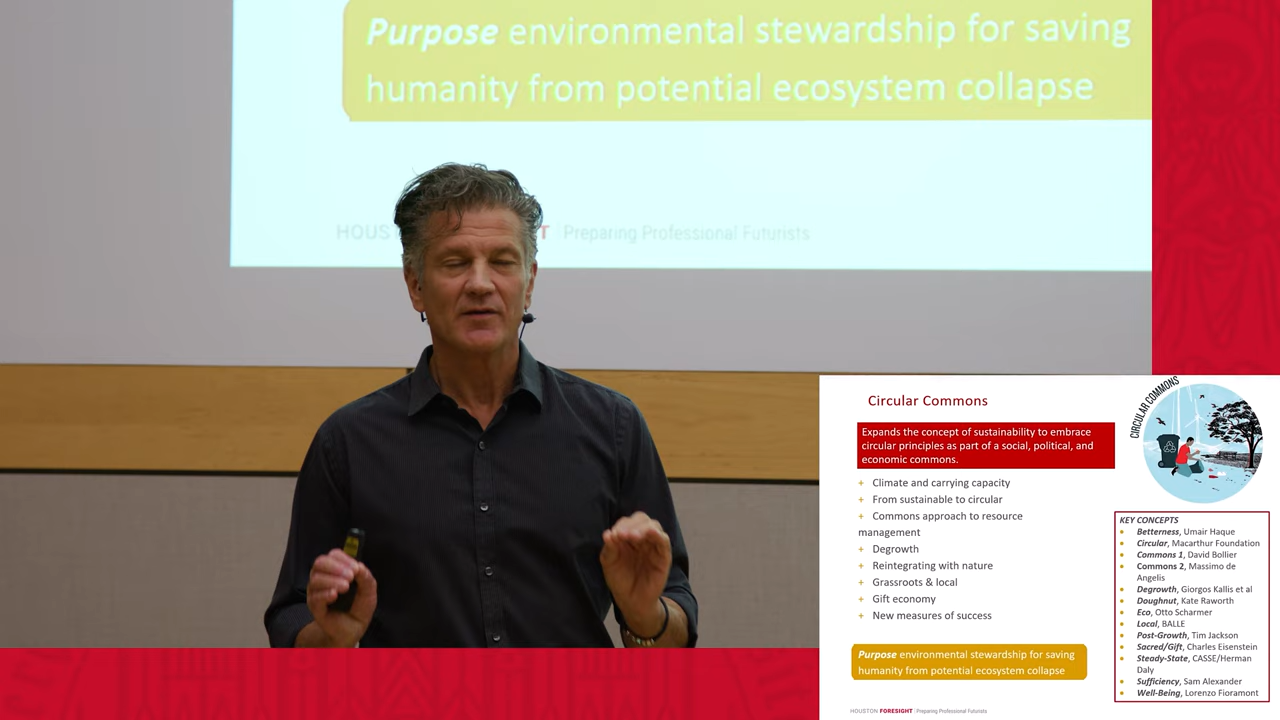 Purpose environmental stewardship for saving
humanity from potential ecosystem collapse
HOUS T Preparing Professional Futurists
Circular Commons
CIRCULAR COMMONS
Expands the concept of sustainability to embrace
circular principles as part of a social, political, and
economic commons.
+ Climate and carrying capacity
+ From sustainable to circular
+ Commons approach to resource
management
+ Degrowth
+ Reintegrating with nature
+ Grassroots & local
+ Gift economy
+ New measures of success
KEY CONCEPTS
• Betterness, Umair Haque
• Circular, Macarthur Foundation
• Commons 1, David Bollier
• Commons 2, Massimo de
Angelis
• Degrowth, Giorgos Kallis et al
• Doughnut, Kate Raworth
• Eco, Otto Scharmer
• Local, BALLE
• Post-Growth, Tim Jackson
• Sacred/Gift, Charles Eisenstein
• Steady-State, CASSE/Herman
Daly
• Sufficiency, Sam Alexander
• Well-Being, Lorenzo Fioramont
Purpose environmental stewardship for saving
humanity from potential ecosystem collapse
HOUSTON FORESIGHT | Preparing Professional Futurists